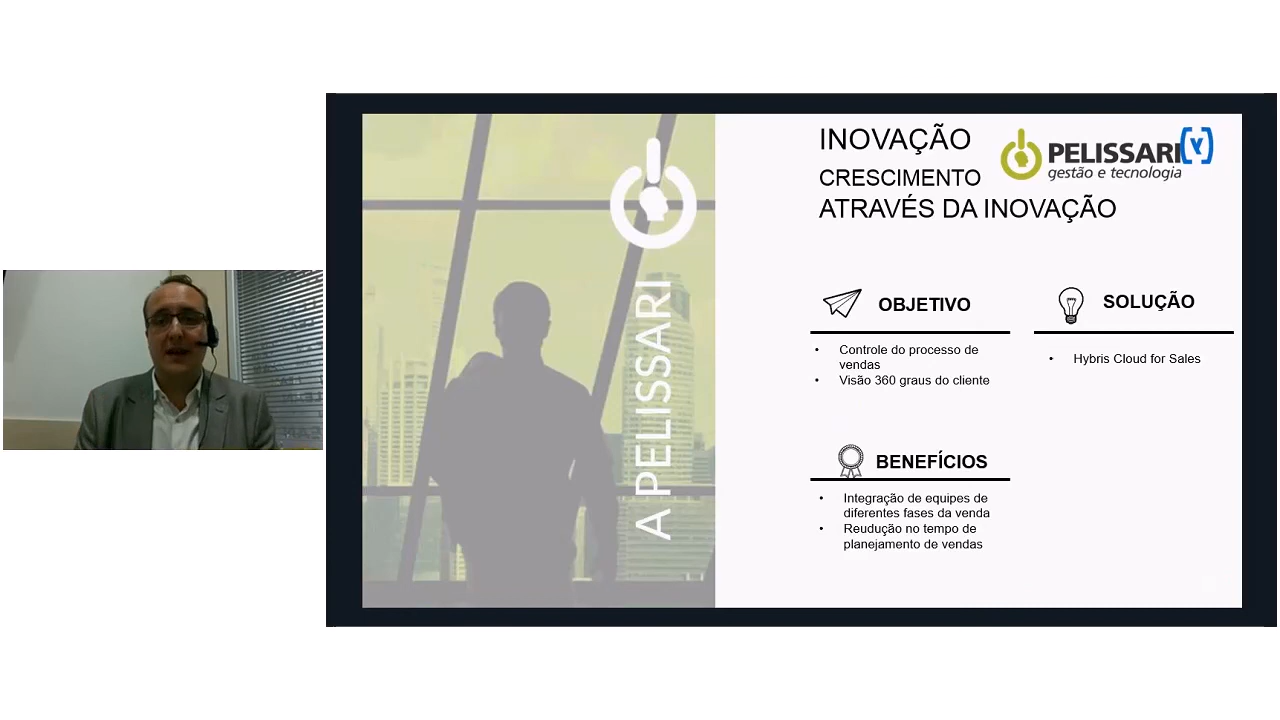 A PELISSARI
INOVAÇÃO
CRESCIMENTO
ATRAVÉS DA INOVAÇÃO
PELISSARI
gestão e tecnologia
(Y)
OBJETIVO
• Controle do processo de
vendas
• Visão 360 graus do cliente
SOLUÇÃO
• Hybris Cloud for Sales
BENEFÍCIOS
• Integração de equipes de
diferentes fases da venda
• Reudução no tempo de
planejamento de vendas